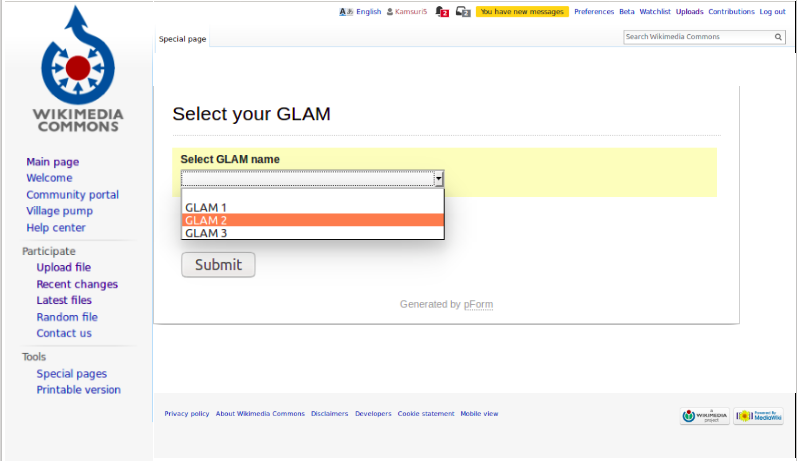 English Kamsuri5 2 2 You have new messages Preferences Beta Watchlist Uploads Contributions Log out
Special page
Search Wikimedia Commons
WIKIMEDIA
COMMONS
Main page
Welcome
Community portal
Village pump
Help center
Participate
Upload file
Recent changes
Latest files
Random file
Contact us
Tools
Special pages
Printable version
Select your GLAM
Select GLAM name
GLAM 1
GLAM 2
GLAM 3
Submit
Generated by pForm
Privacy policy About Wikimedia Commons Disclaimers Developers Cookie statement Mobile view
A
WIKIMEDIA
project
Powered By
MediaWiki